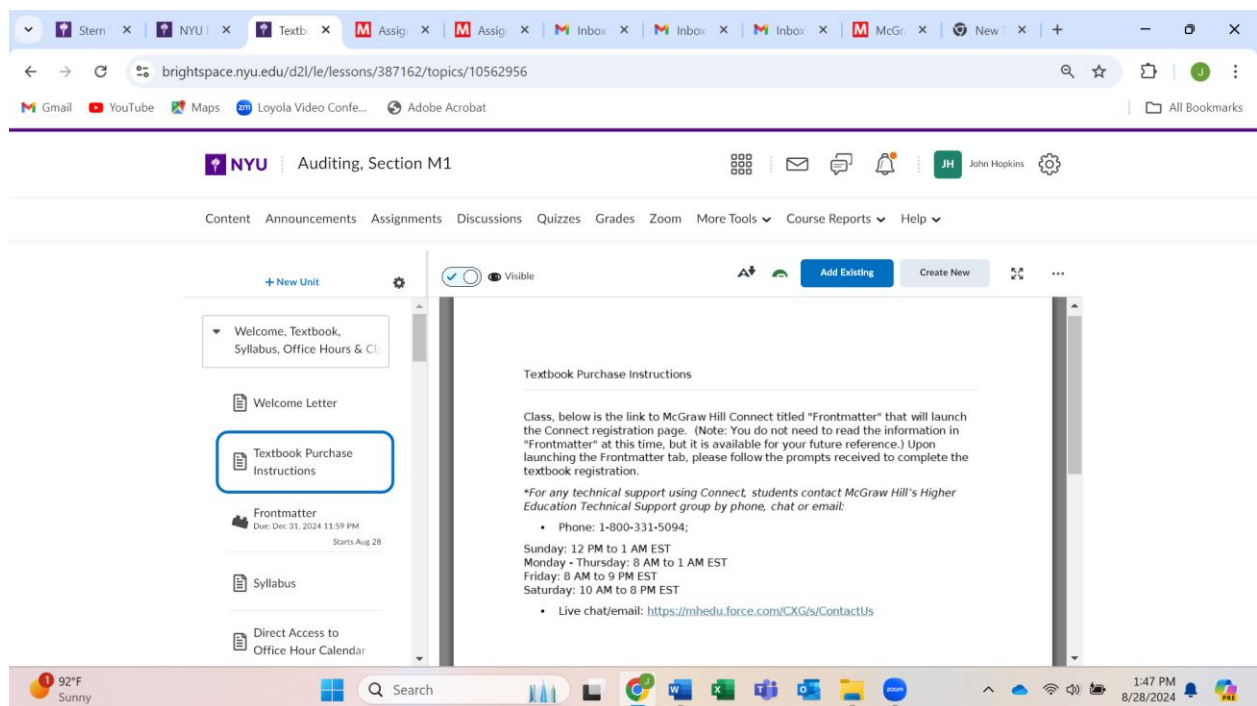 Stern
NYU
Textb
Assig
Assig
Inbox
Inbox
Inbox
McGr
New
brightspace.nyu.edu/d2l/le/lessons/387162/topics/10562956
J
Gmail
YouTube
Maps
zm
Loyola Video Confe...
Adobe Acrobat
All Bookmarks
NYU
Auditing, Section M1
JH
John Hopkins
Content
Announcements
Assignments
Discussions
Quizzes
Grades
Zoom
More Tools
Course Reports
Help
+ New Unit
Visible
Add Existing
Create New
...
Welcome, Textbook,
Syllabus, Office Hours & Cl
Welcome Letter
Textbook Purchase
Instructions
Frontmatter
Due: Dec 31, 2024 11:59 PM
Starts Aug 28
Syllabus
Direct Access to
Office Hour Calendar
Textbook Purchase Instructions
Class, below is the link to McGraw Hill Connect titled "Frontmatter" that will launch
the Connect registration page. (Note: You do not need to read the information in
"Frontmatter" at this time, but it is available for your future reference.) Upon
launching the Frontmatter tab, please follow the prompts received to complete the
textbook registration.
*For any technical support using Connect, students contact McGraw Hill's Higher
Education Technical Support group by phone, chat or email:
• Phone: 1-800-331-5094;
Sunday: 12 PM to 1 AM EST
Monday - Thursday: 8 AM to 1 AM EST
Friday: 8 AM to 9 PM EST
Saturday: 10 AM to 8 PM EST
• Live chat/email: https://mhedu.force.com/CXG/s/ContactUs
1
92°F
Sunny
Search
zoom
1:47 PM
8/28/2024
PRE